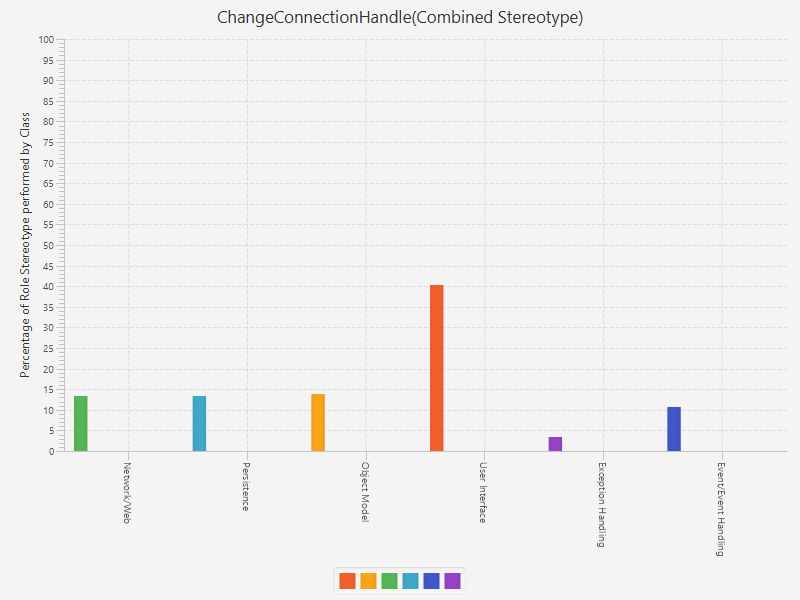 ChangeConnectionHandle(Combined Stereotype)
Percentage of Role Stereotype performed by Class
100
95
90
85
80
75
70
65
60
55
50
45
40
35
30
25
20
15
10
5
0
Network/Web
Persistence
Object Model
User Interface
Exception Handling
Event/Event Handling